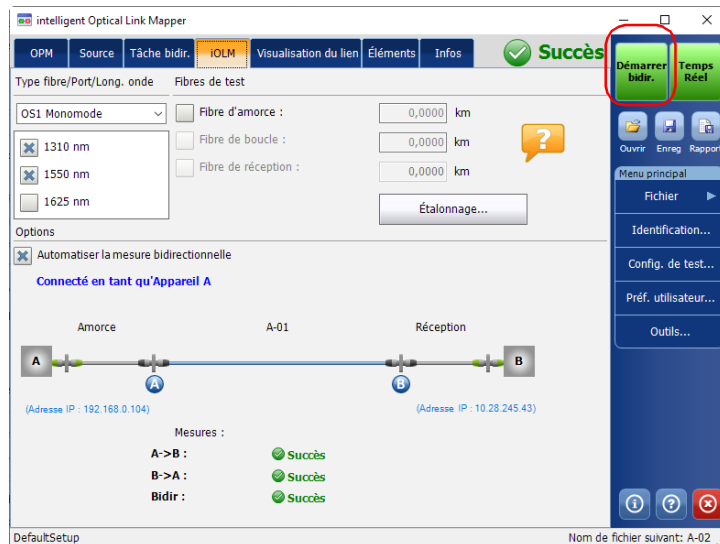 intelligent Optical Link Mapper
OPM Source Tâche bidir. iOLM Visualisation du lien Éléments Infos Succès
Démarrer bidir.
Temps Réel
Type fibre/Port/Long. onde Fibres de test
OS1 Monomode
1310 nm
1550 nm
1625 nm
Fibre d'amorce : 0,0000 km
Fibre de boucle : 0,0000 km
Fibre de réception : 0,0000 km
?
Étalonnage...
Ouvrir Enreg Rapport
Menu principal
Fichier
Identification...
Config. de test...
Préf. utilisateur...
Outils...
Options
Automatiser la mesure bidirectionnelle
Connecté en tant qu'Appareil A
Amorce A-01 Réception
A B
A B
(Adresse IP : 192.168.0.104) (Adresse IP : 10.28.245.43)
Mesures :
A->B : Succès
B->A : Succès
Bidir : Succès
DefaultSetup Nom de fichier suivant: A-02